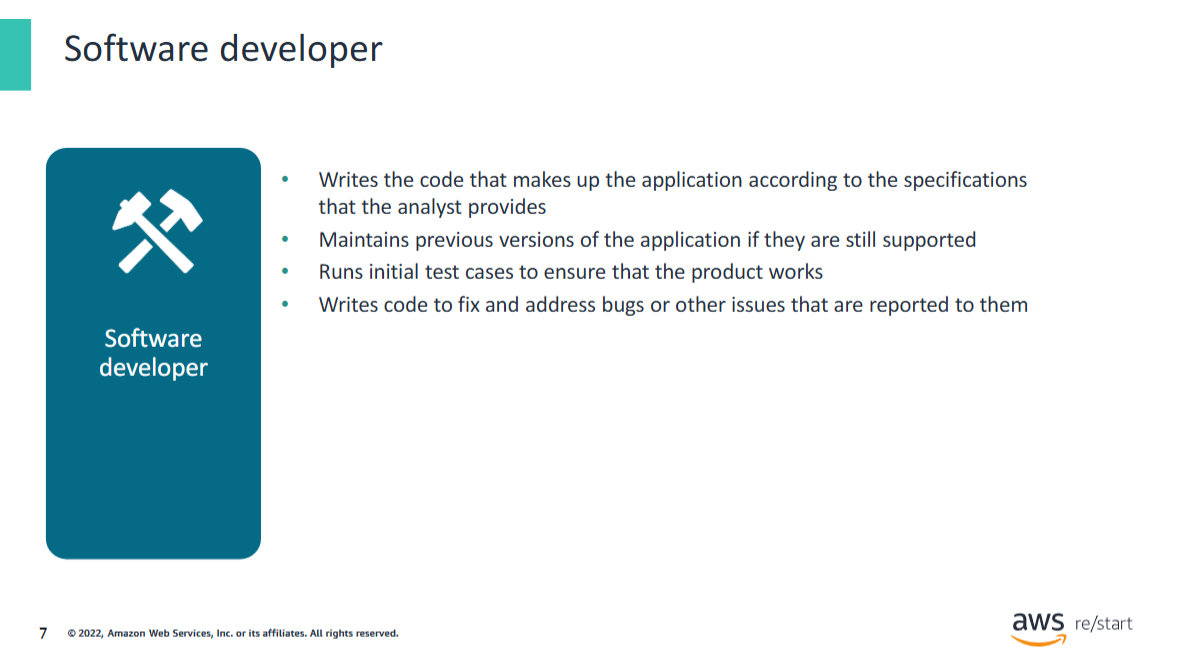 Software developer
Software
developer
• Writes the code that makes up the application according to the specifications
that the analyst provides
• Maintains previous versions of the application if they are still supported
• Runs initial test cases to ensure that the product works
• Writes code to fix and address bugs or other issues that are reported to them
7 © 2022, Amazon Web Services, Inc. or its affiliates. All rights reserved.
aws re/start